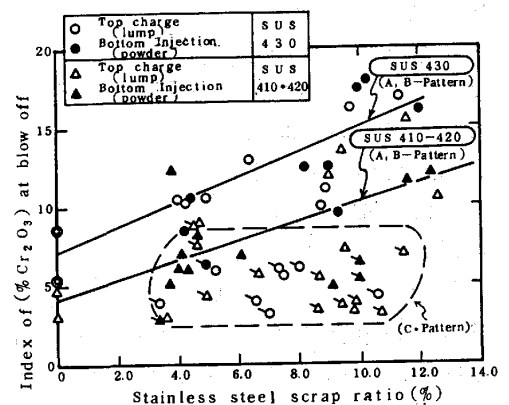 Top charge (lump)
SUS 430
Bottom Injection (powder)
Top charge (lump)
SUS 410•420
Bottom Injection (powder)
20
15
10
5
0
Index of (%Cr2O3) at blow off
SUS 430
(A, B-Pattern)
SUS 410-420
(A, B-Pattern)
(C•Pattern)
0
2.0
4.0
6.0
8.0
10.0
12.0
14.0
Stainless steel scrap ratio (%)